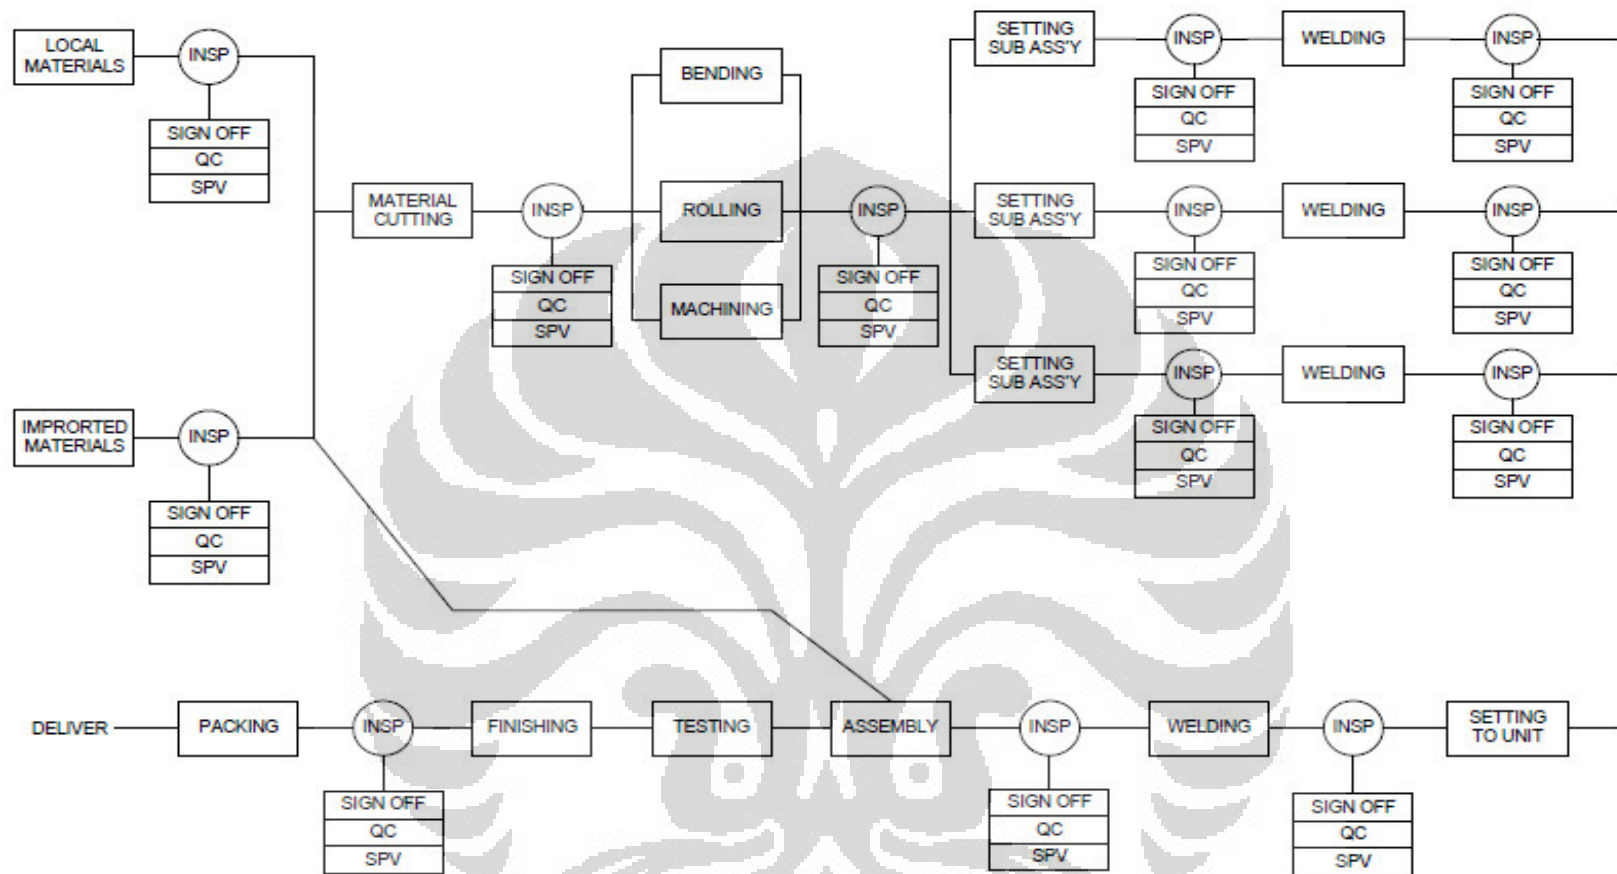 LOCAL
MATERIALS
INSP
SIGN OFF
QC
SPV
IMPRORTED
MATERIALS
INSP
SIGN OFF
QC
SPV
MATERIAL
CUTTING
INSP
SIGN OFF
QC
SPV
BENDING
ROLLING
MACHINING
INSP
SIGN OFF
QC
SPV
SETTING
SUB ASS'Y
INSP
SIGN OFF
QC
SPV
WELDING
INSP
SIGN OFF
QC
SPV
SETTING
SUB ASS'Y
INSP
SIGN OFF
QC
SPV
WELDING
INSP
SIGN OFF
QC
SPV
SETTING
SUB ASS'Y
INSP
SIGN OFF
QC
SPV
WELDING
INSP
SIGN OFF
QC
SPV
DELIVER
PACKING
INSP
SIGN OFF
QC
SPV
FINISHING
TESTING
ASSEMBLY
INSP
SIGN OFF
QC
SPV
WELDING
INSP
SIGN OFF
QC
SPV
SETTING
TO UNIT